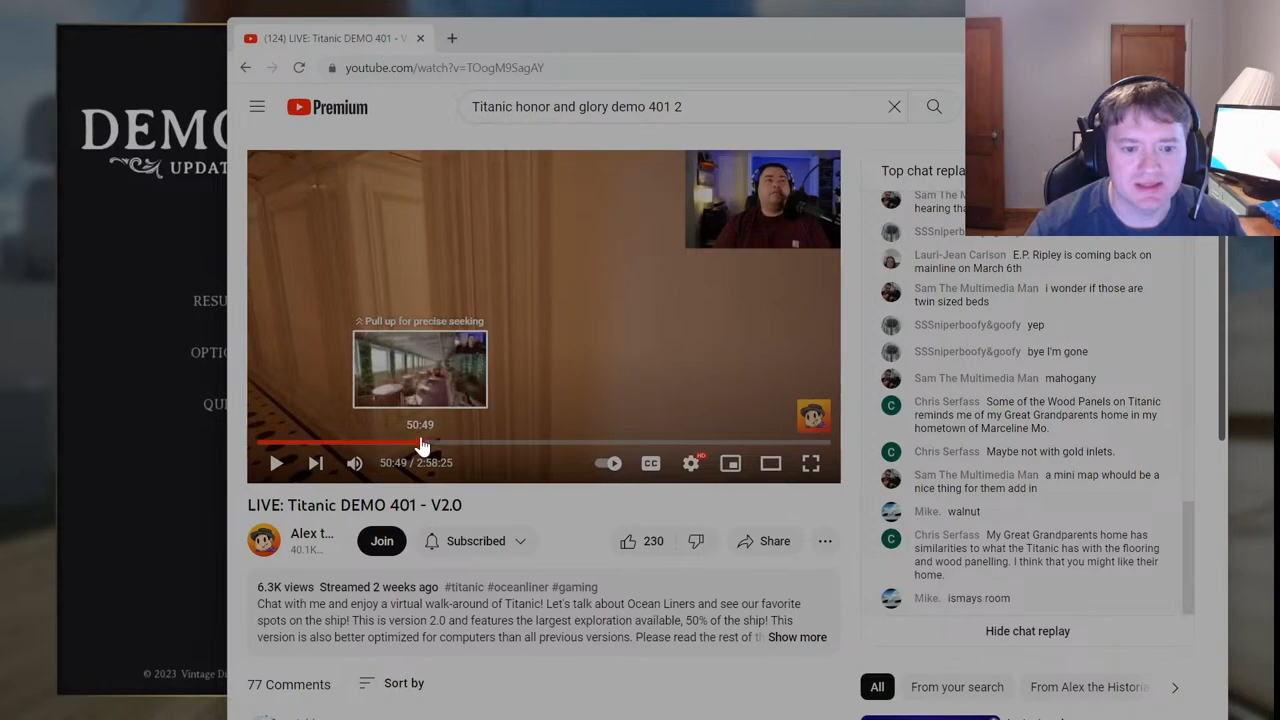 DEMO
UPDAT
RESU
OPTIO
QU
© 2023 Vintage Di
(124) LIVE: Titanic DEMO 401 - V
youtube.com/watch?v=TOogM9SagAY
Premium
Titanic honor and glory demo 401 2
Pull up for precise seeking
50:49
50:49 / 2:58:25
CC
HD
LIVE: Titanic DEMO 401 - V2.0
Alex t...
40.1K...
Join
Subscribed
230
Share
6.3K views Streamed 2 weeks ago #titanic #oceanliner #gaming
Chat with me and enjoy a virtual walk-around of Titanic! Let's talk about Ocean Liners and see our favorite
spots on the ship! This is version 2.0 and features the largest exploration available, 50% of the ship! This
version is also better optimized for computers than all previous versions. Please read the rest of th Show more
77 Comments
Sort by
Top chat repla
Sam The Multimedia Man
hearing tha
SSSniperboofy&goofy
Lauri-Jean Carlson E.P. Ripley is coming back on
mainline on March 6th
Sam The Multimedia Man i wonder if those are
twin sized beds
SSSniperboofy&goofy yep
SSSniperboofy&goofy bye I'm gone
Sam The Multimedia Man mahogany
C Chris Serfass Some of the Wood Panels on Titanic
reminds me of my Great Grandparents home in my
hometown of Marceline Mo.
C Chris Serfass Maybe not with gold inlets.
Sam The Multimedia Man a mini map whould be a
nice thing for them add in
Mike. walnut
C Chris Serfass My Great Grandparents home has
similarities to what the Titanic has with the flooring
and wood panelling. I think that you might like their
home.
Mike. ismays room
Hide chat replay
All
From your search
From Alex the Historia